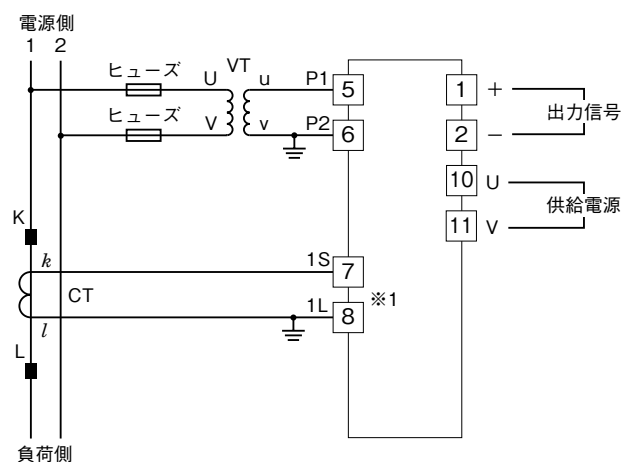 電源側
1 2
ヒューズ
U VT u P1 5
1 +
出力信号
ヒューズ
V v P2 6
2 −
10 U
供給電源
11 V
K
k 1S 7
CT ※1
l 1L 8
L
負荷側